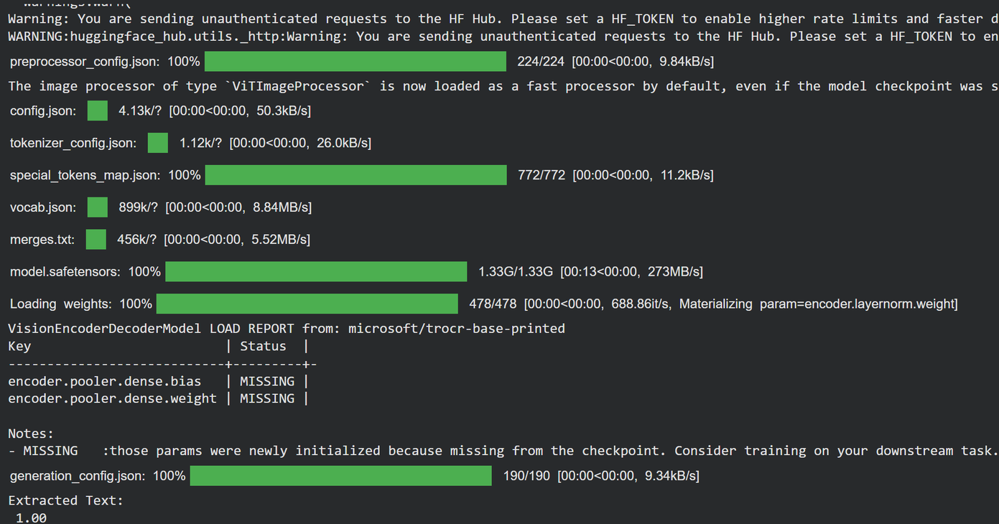 warnings.warn(
Warning: You are sending unauthenticated requests to the HF Hub. Please set a HF_TOKEN to enable higher rate limits and faster d
WARNING:huggingface_hub.utils._http:Warning: You are sending unauthenticated requests to the HF Hub. Please set a HF_TOKEN to en
preprocessor_config.json: 100% 224/224 [00:00<00:00, 9.84kB/s]
The image processor of type `ViTImageProcessor` is now loaded as a fast processor by default, even if the model checkpoint was s
config.json: 4.13k/? [00:00<00:00, 50.3kB/s]
tokenizer_config.json: 1.12k/? [00:00<00:00, 26.0kB/s]
special_tokens_map.json: 100% 772/772 [00:00<00:00, 11.2kB/s]
vocab.json: 899k/? [00:00<00:00, 8.84MB/s]
merges.txt: 456k/? [00:00<00:00, 5.52MB/s]
model.safetensors: 100% 1.33G/1.33G [00:13<00:00, 273MB/s]
Loading weights: 100% 478/478 [00:00<00:00, 688.86it/s, Materializing param=encoder.layernorm.weight]
VisionEncoderDecoderModel LOAD REPORT from: microsoft/trocr-base-printed
Key                         | Status  |
----------------------------+---------+-
encoder.pooler.dense.bias   | MISSING |
encoder.pooler.dense.weight | MISSING |
Notes:
- MISSING   :those params were newly initialized because missing from the checkpoint. Consider training on your downstream task.
generation_config.json: 100% 190/190 [00:00<00:00, 9.34kB/s]
Extracted Text:
1.00